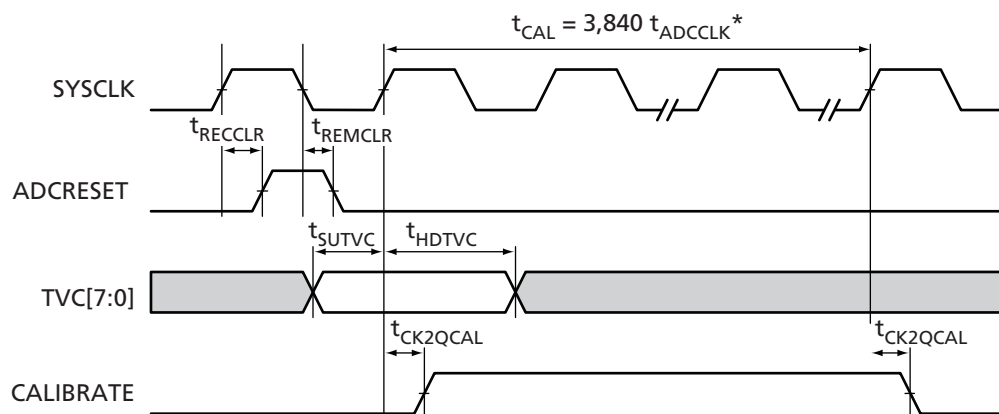 t_CAL = 3,840 t_ADCCLK*
SYSCLK
t_RECCLR
t_REMCLR
ADCRESET
t_SUTVC
t_HDTVC
TVC[7:0]
t_CK2QCAL
t_CK2QCAL
CALIBRATE